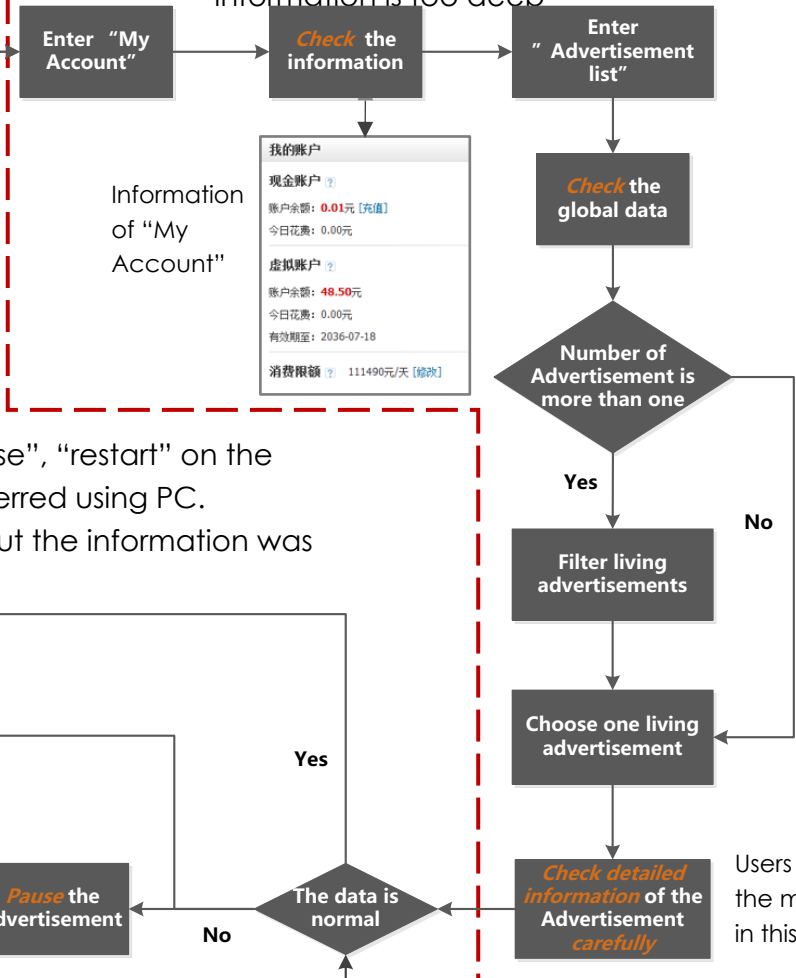 information is too deep
Enter “My
Account”
Check the
information
Enter
” Advertisement
list”
Information
of “My
Account”
我的账户
现金账户 ?
账户余额: 0.01元 [充值]
今日花费: 0.00元
虚拟账户 ?
账户余额: 48.50元
今日花费: 0.00元
有效期至: 2036-07-18
消费限额 ? 111490元/天 [修改]
Check the
global data
Number of
Advertisement is
more than one
Yes
No
se”, “restart” on the
erred using PC.
ut the information was
Filter living
advertisements
Choose one living
advertisement
Yes
Check detailed
information of the
Advertisement
carefully
Users
the m
in this
The data is
normal
No
Pause the
dvertisement